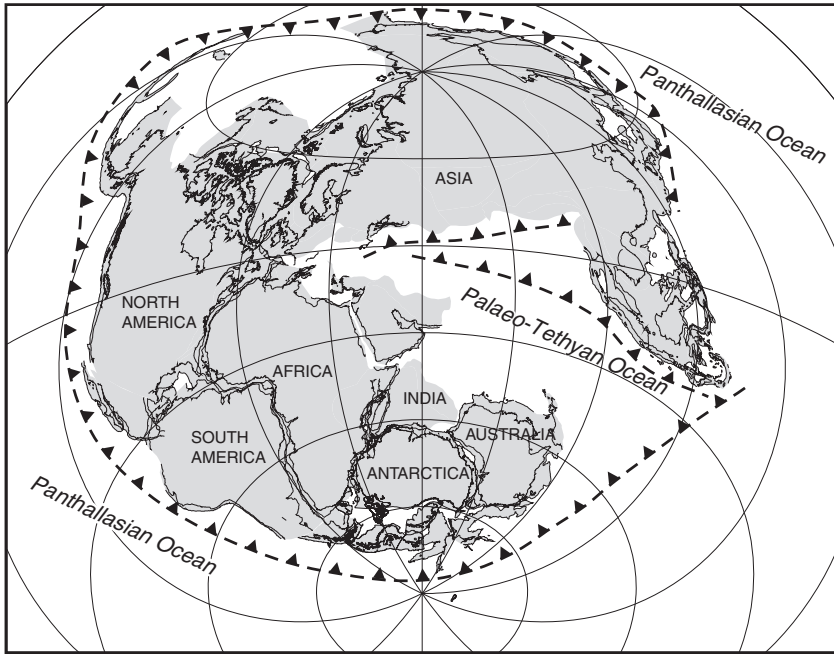 Panthallasian Ocean
ASIA
NORTH
AMERICA
Palaeo-Tethyan Ocean
AFRICA
INDIA
SOUTH
AMERICA
AUSTRALIA
ANTARCTICA
Panthallasian Ocean